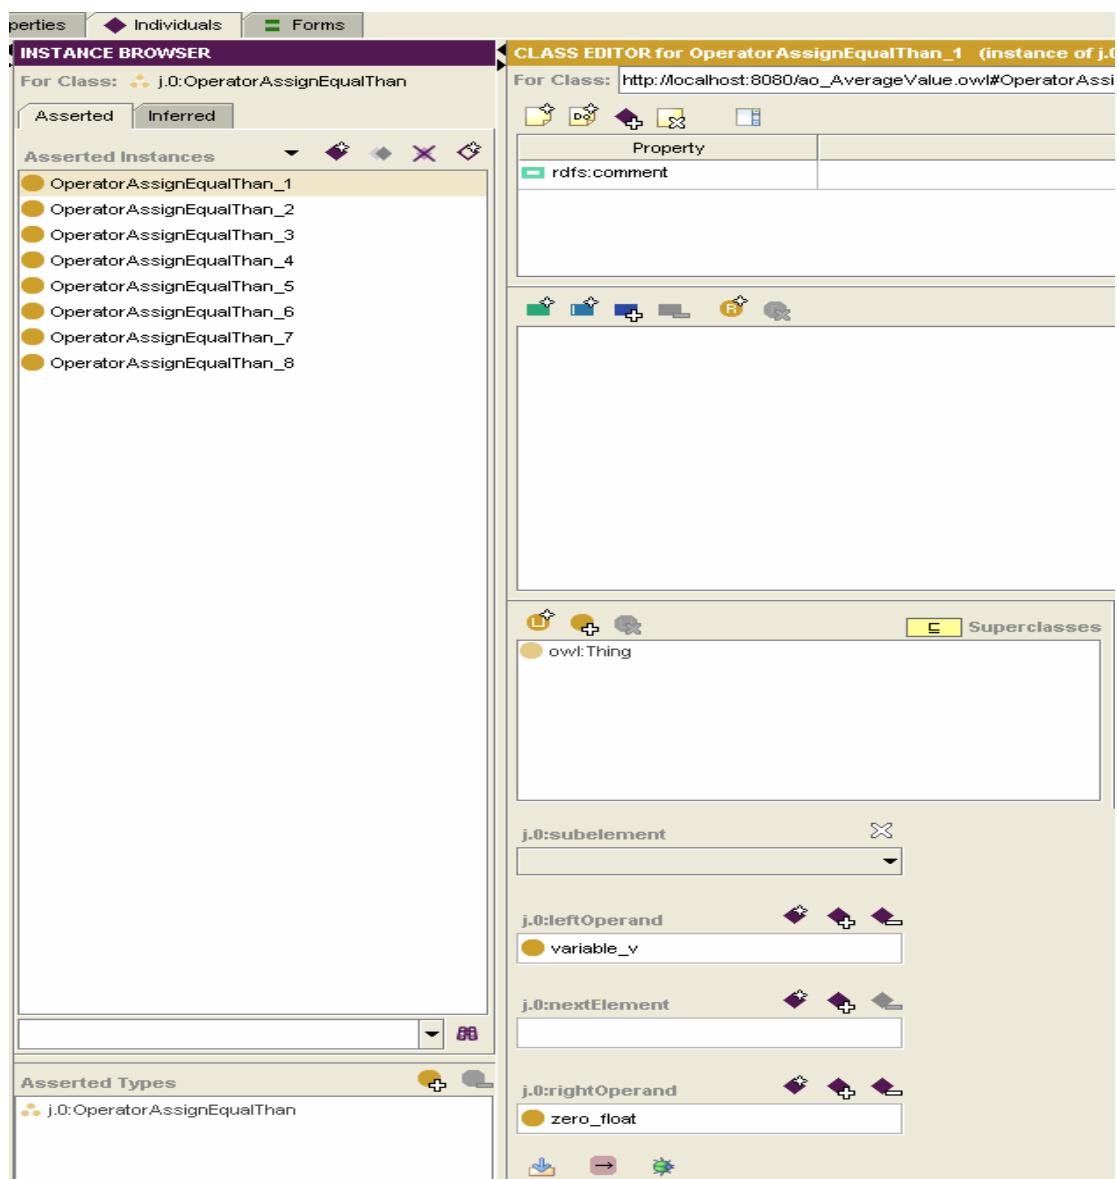 perties
Individuals
Forms
INSTANCE BROWSER
For Class: j.0:OperatorAssignEqualThan
Asserted
Inferred
Asserted Instances
OperatorAssignEqualThan_1
OperatorAssignEqualThan_2
OperatorAssignEqualThan_3
OperatorAssignEqualThan_4
OperatorAssignEqualThan_5
OperatorAssignEqualThan_6
OperatorAssignEqualThan_7
OperatorAssignEqualThan_8
Asserted Types
j.0:OperatorAssignEqualThan
CLASS EDITOR for OperatorAssignEqualThan_1 (instance of j.0
For Class: http://localhost:8080/ao_AverageValue.owl#OperatorAssi
Property
rdfs:comment
R
U
⊑ Superclasses
owl:Thing
j.0:subelement
j.0:leftOperand
variable_v
j.0:nextElement
j.0:rightOperand
zero_float